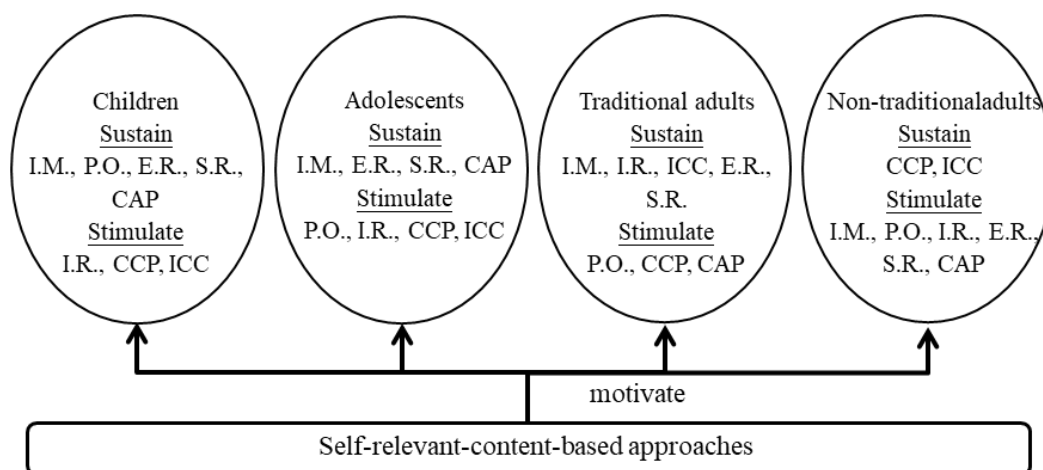 Children
Sustain
I.M., P.O., E.R., S.R.,
CAP
Stimulate
I.R., CCP, ICC
Adolescents
Sustain
I.M., E.R., S.R., CAP
Stimulate
P.O., I.R., CCP, ICC
Traditional adults
Sustain
I.M., I.R., ICC, E.R.,
S.R.
Stimulate
P.O., CCP, CAP
Non-traditionaladults
Sustain
CCP, ICC
Stimulate
I.M., P.O., I.R., E.R.,
S.R., CAP
motivate
Self-relevant-content-based approaches